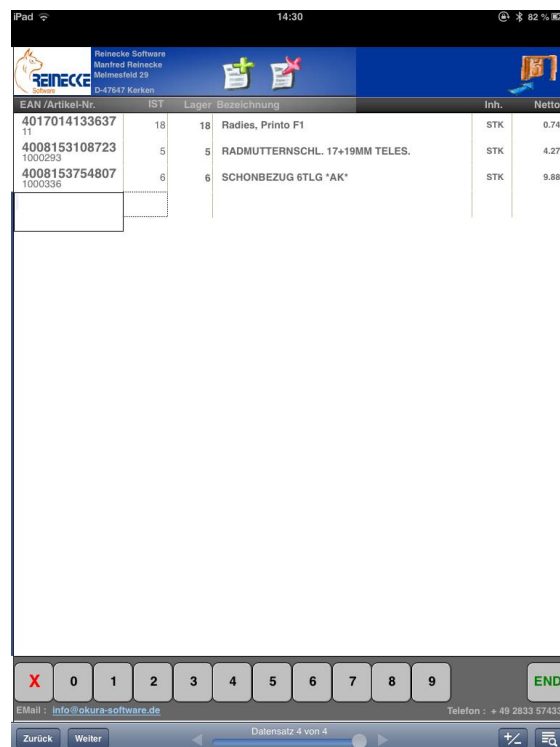 iPad 14:30 82 %
Reinecke Software
Manfred Reinecke
Melmesfeld 29
D-47647 Kerken
REINECKE
Software
EAN /Artikel-Nr. IST Lager Bezeichnung Inh. Netto
4017014133637 18 18 Radies, Printo F1 STK 0.74
11
4008153108723 5 5 RADMUTTERNSCHL. 17+19MM TELES. STK 4.27
1000293
4008153754807 6 6 SCHONBEZUG 6TLG *AK* STK 9.88
1000336
X 0 1 2 3 4 5 6 7 8 9 END
EMail : info@okura-software.de Telefon : + 49 2833 57433
Zurück Weiter Datensatz 4 von 4 +/-